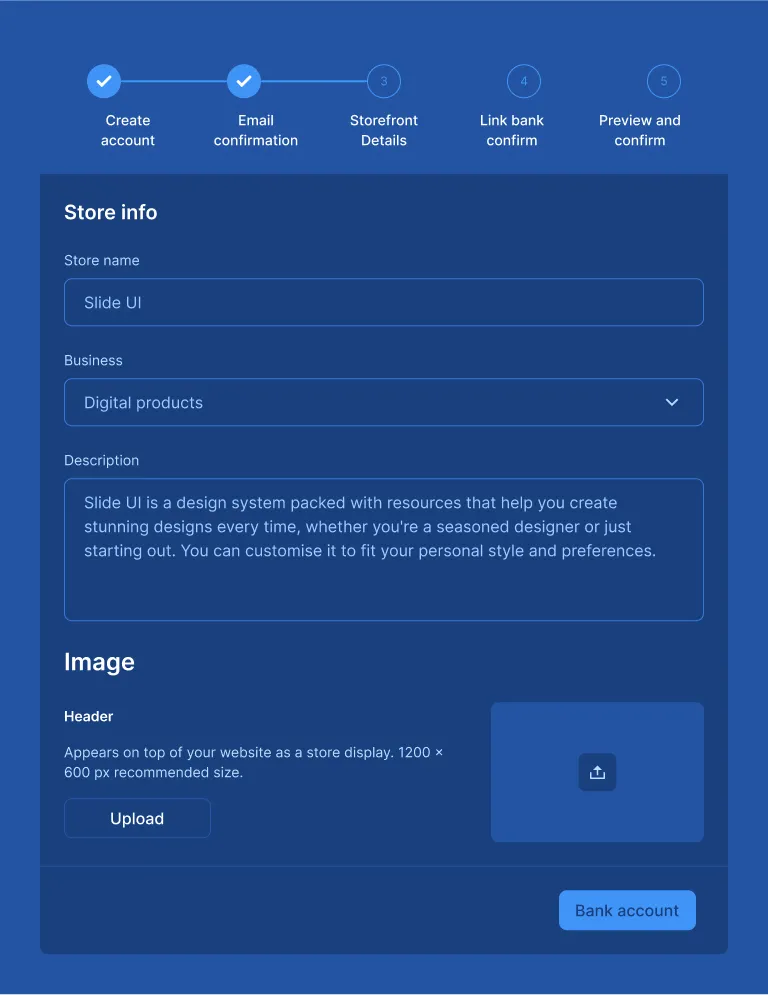 3
4
5
Create
account
Email
confirmation
Storefront
Details
Link bank
confirm
Preview and
confirm
Store info
Store name
Slide UI
Business
Digital products
Description
Slide UI is a design system packed with resources that help you create
stunning designs every time, whether you're a seasoned designer or just
starting out. You can customise it to fit your personal style and preferences.
Image
Header
Appears on top of your website as a store display. 1200 ×
600 px recommended size.
Upload
Bank account